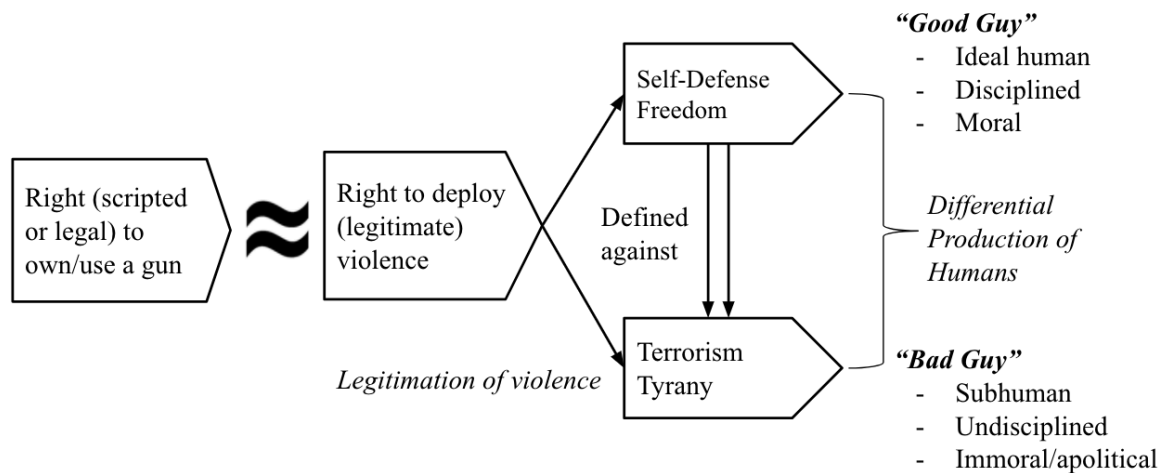 Right (scripted
or legal) to
own/use a gun
≈
Right to deploy
(legitimate)
violence
Legitimation of violence
Self-Defense
Freedom
Defined
against
Terrorism
Tyrany
“Good Guy”
- Ideal human
- Disciplined
- Moral
Differential
Production of
Humans
“Bad Guy”
- Subhuman
- Undisciplined
- Immoral/apolitical